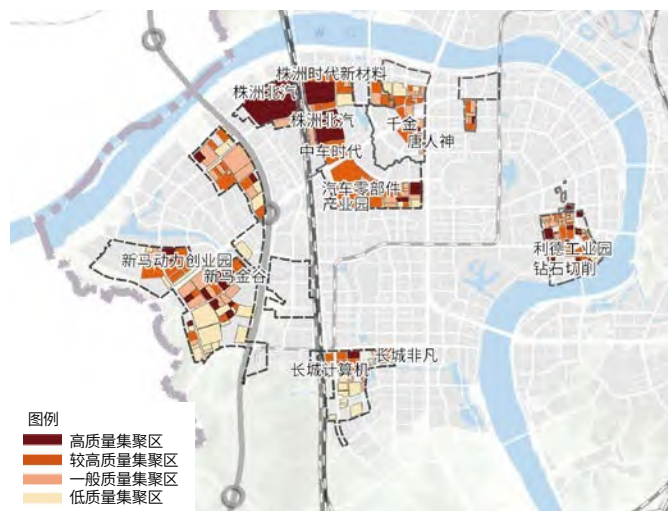 株洲时代新材料
株洲北汽
株洲北汽
千金
唐人神
中车时代
汽车零部件
产业园
利德工业园
钻石切削
新马动力创业园
新马金谷
长城非凡
长城计算机
图例
高质量集聚区
较高质量集聚区
一般质量集聚区
低质量集聚区